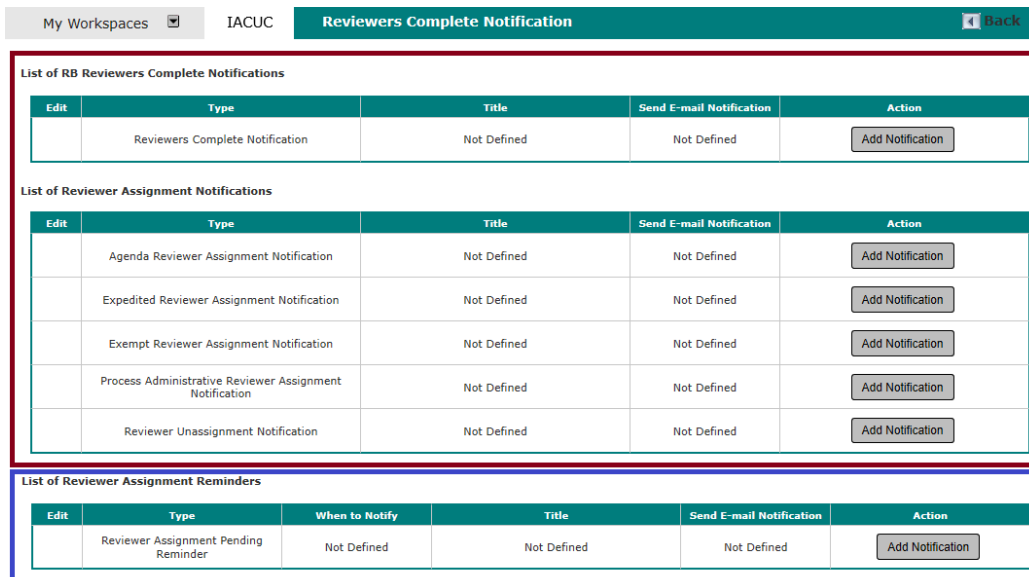 My Workspaces IACUC Reviewers Complete Notification Back
List of RB Reviewers Complete Notifications
Edit Type Title Send E-mail Notification Action
Reviewers Complete Notification Not Defined Not Defined Add Notification
List of Reviewer Assignment Notifications
Edit Type Title Send E-mail Notification Action
Agenda Reviewer Assignment Notification Not Defined Not Defined Add Notification
Expedited Reviewer Assignment Notification Not Defined Not Defined Add Notification
Exempt Reviewer Assignment Notification Not Defined Not Defined Add Notification
Process Administrative Reviewer Assignment
Notification Not Defined Not Defined Add Notification
Reviewer Unassignment Notification Not Defined Not Defined Add Notification
List of Reviewer Assignment Reminders
Edit Type When to Notify Title Send E-mail Notification Action
Reviewer Assignment Pending
Reminder Not Defined Not Defined Not Defined Add Notification